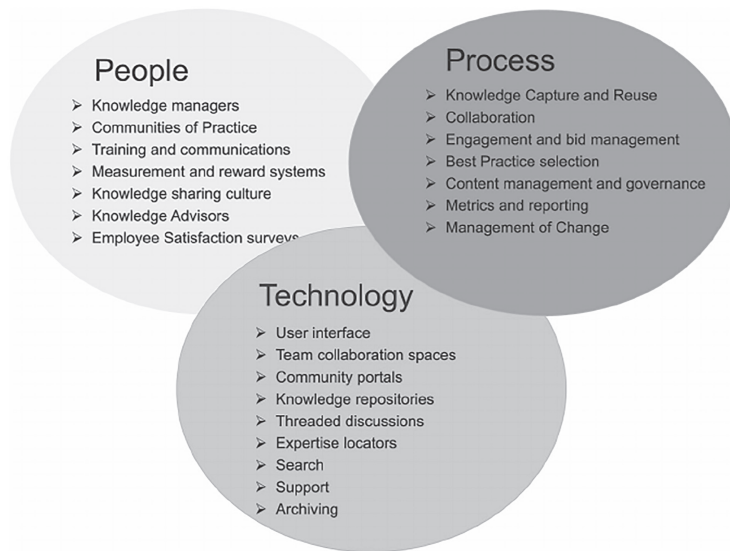 People
➢ Knowledge managers
➢ Communities of Practice
➢ Training and communications
➢ Measurement and reward systems
➢ Knowledge sharing culture
➢ Knowledge Advisors
➢ Employee Satisfaction surveys
Process
➢ Knowledge Capture and Reuse
➢ Collaboration
➢ Engagement and bid management
➢ Best Practice selection
➢ Content management and governance
➢ Metrics and reporting
➢ Management of Change
Technology
➢ User interface
➢ Team collaboration spaces
➢ Community portals
➢ Knowledge repositories
➢ Threaded discussions
➢ Expertise locators
➢ Search
➢ Support
➢ Archiving